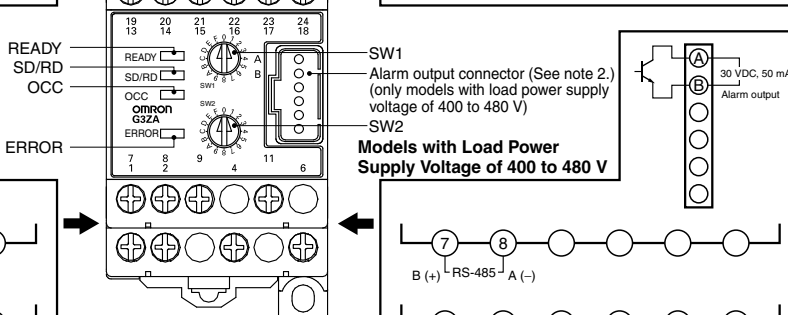 19 20 21 22 23 24
13 14 15 16 17 18
READY
SD/RD
OCC
ERROR
READY
SD/RD
OCC
OMRON
G3ZA
ERROR
SW1
SW2
A
B
SW1
Alarm output connector (See note 2.)
(only models with load power supply
voltage of 400 to 480 V)
SW2
Models with Load Power
Supply Voltage of 400 to 480 V
7 8 9 11
1 2 4 6
A
B
30 VDC, 50 mA
Alarm output
7 8
B (+) RS-485 A (−)